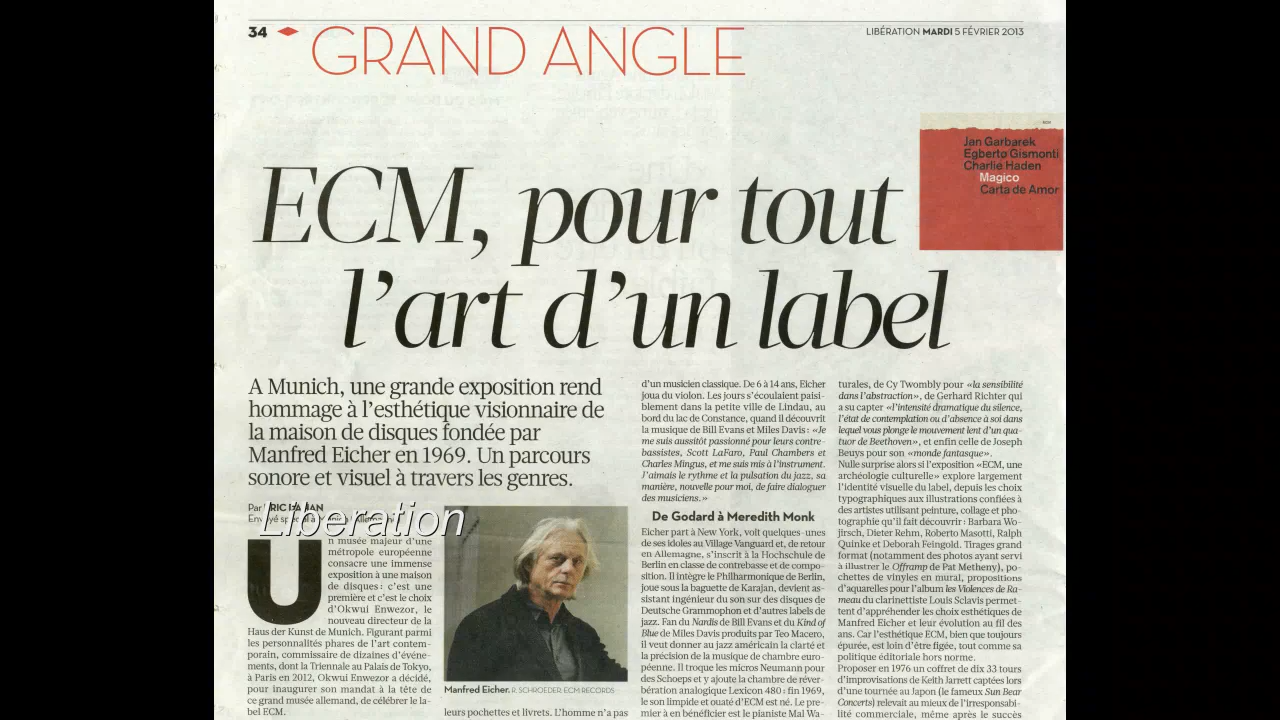 34 GRAND ANGLE
LIBÉRATION MARDI 5 FÉVRIER 2013
ECM, pour tout
l'art d'un label
ECM
Jan Garbarek
Egberto Gismonti
Charlie Haden
Magico
Carta de Amor
A Munich, une grande exposition rend
hommage à l'esthétique visionnaire de
la maison de disques fondée par
Manfred Eicher en 1969. Un parcours
sonore et visuel à travers les genres.
Par
Libération
Un musée majeur d'une
métropole européenne
consacre une immense
exposition à une maison
de disques : c'est une
première et c'est le choix
d'Okwui Enwezor, le
nouveau directeur de la
Haus der Kunst de Munich. Figurant parmi
les personnalités phares de l'art contem-
porain, commissaire de dizaines d'événe-
ments, dont la Triennale au Palais de Tokyo,
à Paris en 2012, Okwui Enwezor a décidé,
pour inaugurer son mandat à la tête de
ce grand musée allemand, de célébrer le la-
bel ECM.
Manfred Eicher. R. SCHROEDER. ECM RECORDS
leurs pochettes et livrets. L'homme n'a pas
d'un musicien classique. De 6 à 14 ans, Eicher
joua du violon. Les jours s'écoulaient paisi-
blement dans la petite ville de Lindau, au
bord du lac de Constance, quand il découvrit
la musique de Bill Evans et Miles Davis : «Je
me suis aussitôt passionné pour leurs contre-
bassistes, Scott LaFaro, Paul Chambers et
Charles Mingus, et me suis mis à l'instrument.
J'aimais le rythme et la pulsation du jazz, sa
manière, nouvelle pour moi, de faire dialoguer
des musiciens.»
De Godard à Meredith Monk
Eicher part à New York, voit quelques-unes
de ses idoles au Village Vanguard et, de retour
en Allemagne, s'inscrit à la Hochschule de
Berlin en classe de contrebasse et de compo-
sition. Il intègre le Philharmonique de Berlin,
joue sous la baguette de Karajan, devient as-
sistant ingénieur du son sur des disques de
Deutsche Grammophon et d'autres labels de
jazz. Fan du Nardis de Bill Evans et du Kind of
Blue de Miles Davis produits par Teo Macero,
il veut donner au jazz américain la clarté et
la précision de la musique de chambre euro-
péenne. Il troque les micros Neumann pour
des Schoeps et y ajoute la chambre de réver-
bération analogique Lexicon 480 : fin 1969,
le son limpide et ouaté d'ECM est né. Le pre-
mier à en bénéficier est le pianiste Mal Wa-
turales, de Cy Twombly pour «la sensibilité
dans l'abstraction», de Gerhard Richter qui
a su capter «l'intensité dramatique du silence,
l'état de contemplation ou d'absence à soi dans
lequel vous plonge le mouvement lent d'un qua-
tuor de Beethoven», et enfin celle de Joseph
Beuys pour son «monde fantasque».
Nulle surprise alors si l'exposition «ECM, une
archéologie culturelle» explore largement
l'identité visuelle du label, depuis les choix
typographiques aux illustrations confiées à
des artistes utilisant peinture, collage et pho-
tographie qu'il fait découvrir : Barbara Wo-
jirsch, Dieter Rehm, Roberto Masotti, Ralph
Quinke et Deborah Feingold. Tirages grand
format (notamment des photos ayant servi
à illustrer le Offramp de Pat Metheny), po-
chettes de vinyles en mural, propositions
d'aquarelles pour l'album les Violences de Ra-
meau du clarinettiste Louis Sclavis permet-
tent d'appréhender les choix esthétiques de
Manfred Eicher et leur évolution au fil des
ans. Car l'esthétique ECM, bien que toujours
épurée, est loin d'être figée, tout comme sa
politique éditoriale hors norme.
Proposer en 1976 un coffret de dix 33 tours
d'improvisations de Keith Jarrett captées lors
d'une tournée au Japon (le fameux Sun Bear
Concerts) relevait au mieux de l'irresponsabi-
lité commerciale, même après le succès